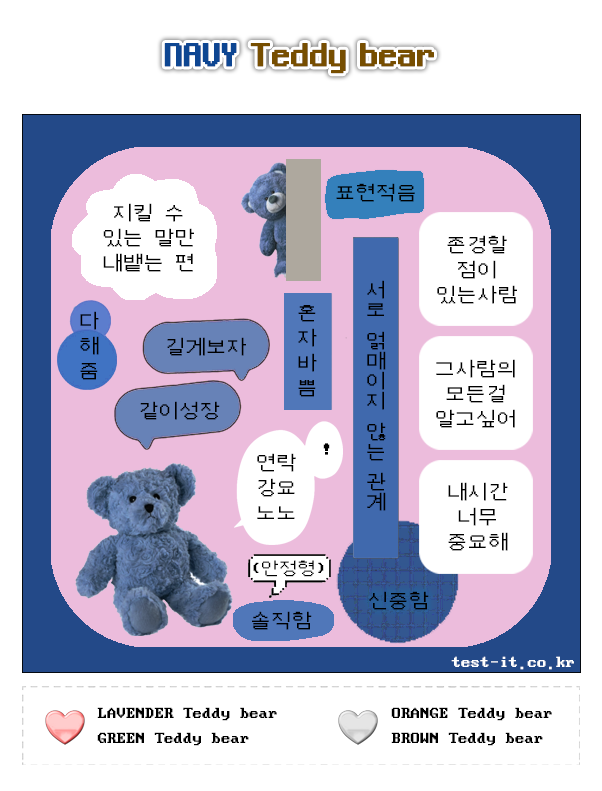 NAVY Teddy bear
표현적음
지킬 수
있는 말만
내뱉는 편
존경할
점이
있는사람
서로 얽매이지 않는 관계
혼자바쁨
다
해
줌
길게보자
같이성장
그사람의
모든걸
알고싶어
!
연락
강요
노노
내시간
너무
중요해
(안정형)
신중함
솔직함
test-it.co.kr
LAVENDER Teddy bear
GREEN Teddy bear
ORANGE Teddy bear
BROWN Teddy bear